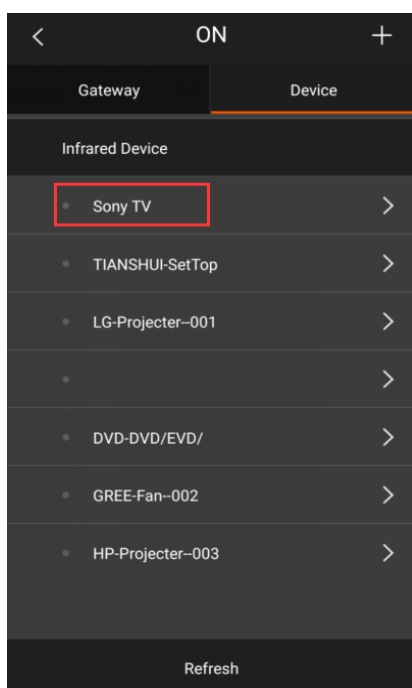 ON
Gateway
Device
Infrared Device
Sony TV
TIANSHUI-SetTop
LG-Projecter--001
DVD-DVD/EVD/
GREE-Fan--002
HP-Projecter--003
Refresh